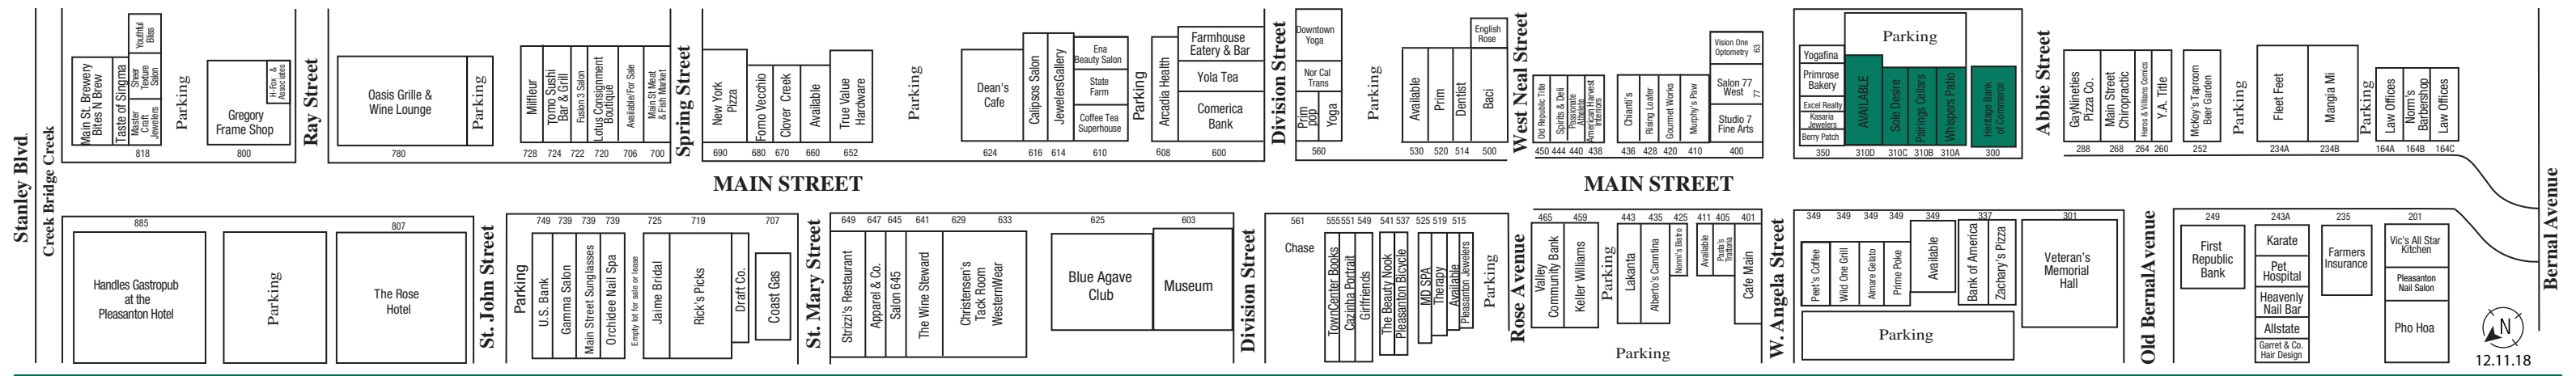 Stanley Blvd.
Creek Bridge Creek
Main St. Brewery
Bites N Brew
Taste of Singma
Youthful
Bliss
Shear
Texture
Salon
Master
Craft
Jewelers
818
Parking
Gregory
Frame Shop
H-Fox &
Associates
800
Ray Street
Oasis Grille &
Wine Lounge
Parking
780
Milfleur
Tomo Sushi
Bar & Grill
Fusion 3 Salon
Lotus Consignment
Boutique
Available/For Sale
Main St Meat
& Fish Market
728
724
722
720
706
700
Spring Street
New York
Pizza
Forno Vecchio
Clover Creek
Available
True Value
Hardware
690
680
670
660
652
Parking
Dean's
Cafe
Calipsos Salon
JewelersGallery
Ena
Beauty Salon
State
Farm
Coffee Tea
Superhouse
624
616
614
610
Parking
Arcadia Health
Farmhouse
Eatery & Bar
Yola Tea
Comerica
Bank
608
600
Division Street
Downtown
Yoga
Nor Cal
Trans
Prim
pop
Yoga
560
Parking
Available
Prim
Dentist
English
Rose
Baci
530
520
514
500
West Neal Street
Old Republic Title
Spirits & Deli
Passionate
Athlete
American Harvest
Interiors
450
444
440
438
Chianti's
Rising Loafer
Gourmet Works
Murphy's Paw
Vision One
Optometry
63
Salon 77
West
77
Studio 7
Fine Arts
436
428
420
410
400
Yogafina
Primrose
Bakery
Excel Realty
Kasaria
Jewelers
Berry Patch
Parking
AVAILABLE
Sole Desire
Pairings Cellars
Whispers Patio
Heritage Bank
of Commerce
350
310D
310C
310B
310A
300
Abbie Street
GayNineties
Pizza Co.
Main Street
Chiropractic
Heros & Villians Comics
Y.A. Title
McKoy's Taproom
Beer Garden
Parking
Fleet Feet
Mangia Mi
Parking
Law Offices
Norm's
Barbershop
Law Offices
288
268
264
260
252
234A
234B
164A
164B
164C
Bernal Avenue
MAIN STREET
MAIN STREET
885
Handles Gastropub
at the
Pleasanton Hotel
Parking
807
The Rose
Hotel
St. John Street
749
739
739
739
725
719
707
Parking
U.S. Bank
Gamma Salon
Main Street Sunglasses
Orchide Nail Spa
Empty lot for sale or lease
Jaime Bridal
Rick's Picks
Draft Co.
Coast Gas
St. Mary Street
649
647
645
641
629
633
625
603
Strizzi's Restaurant
Apparel & Co.
Salon 645
The Wine Steward
Christensen's
Tack Room
WesternWear
Blue Agave
Club
Museum
Division Street
561
555
551
549
541
537
525
519
515
Chase
TownCenter Books
Cazinha Portrait
Girlfriends
The Beauty Nook
Pleasanton Bicycle
MD SPA
Therapy
Available
Pleasanton Jewelers
Parking
Rose Avenue
465
459
443
435
425
411
405
401
Valley
Community Bank
Keller Williams
Parking
Lakanta
Alberto's Cantina
Nonni's Bistro
Available
Pasta's
Trattoria
Cafe Main
Parking
W. Angela Street
349
349
349
349
349
337
301
Peet's Coffee
Wild One Grill
Almare Gelato
Prime Poke
Available
Bank of America
Zachary's Pizza
Veteran's
Memorial
Hall
Parking
Old BernalAvenue
249
243A
235
201
First
Republic
Bank
Karate
Pet
Hospital
Heavenly
Nail Bar
Allstate
Garret & Co.
Hair Design
Farmers
Insurance
Vic's All Star
Kitchen
Pleasanton
Nail Salon
Pho Hoa
N
12.11.18